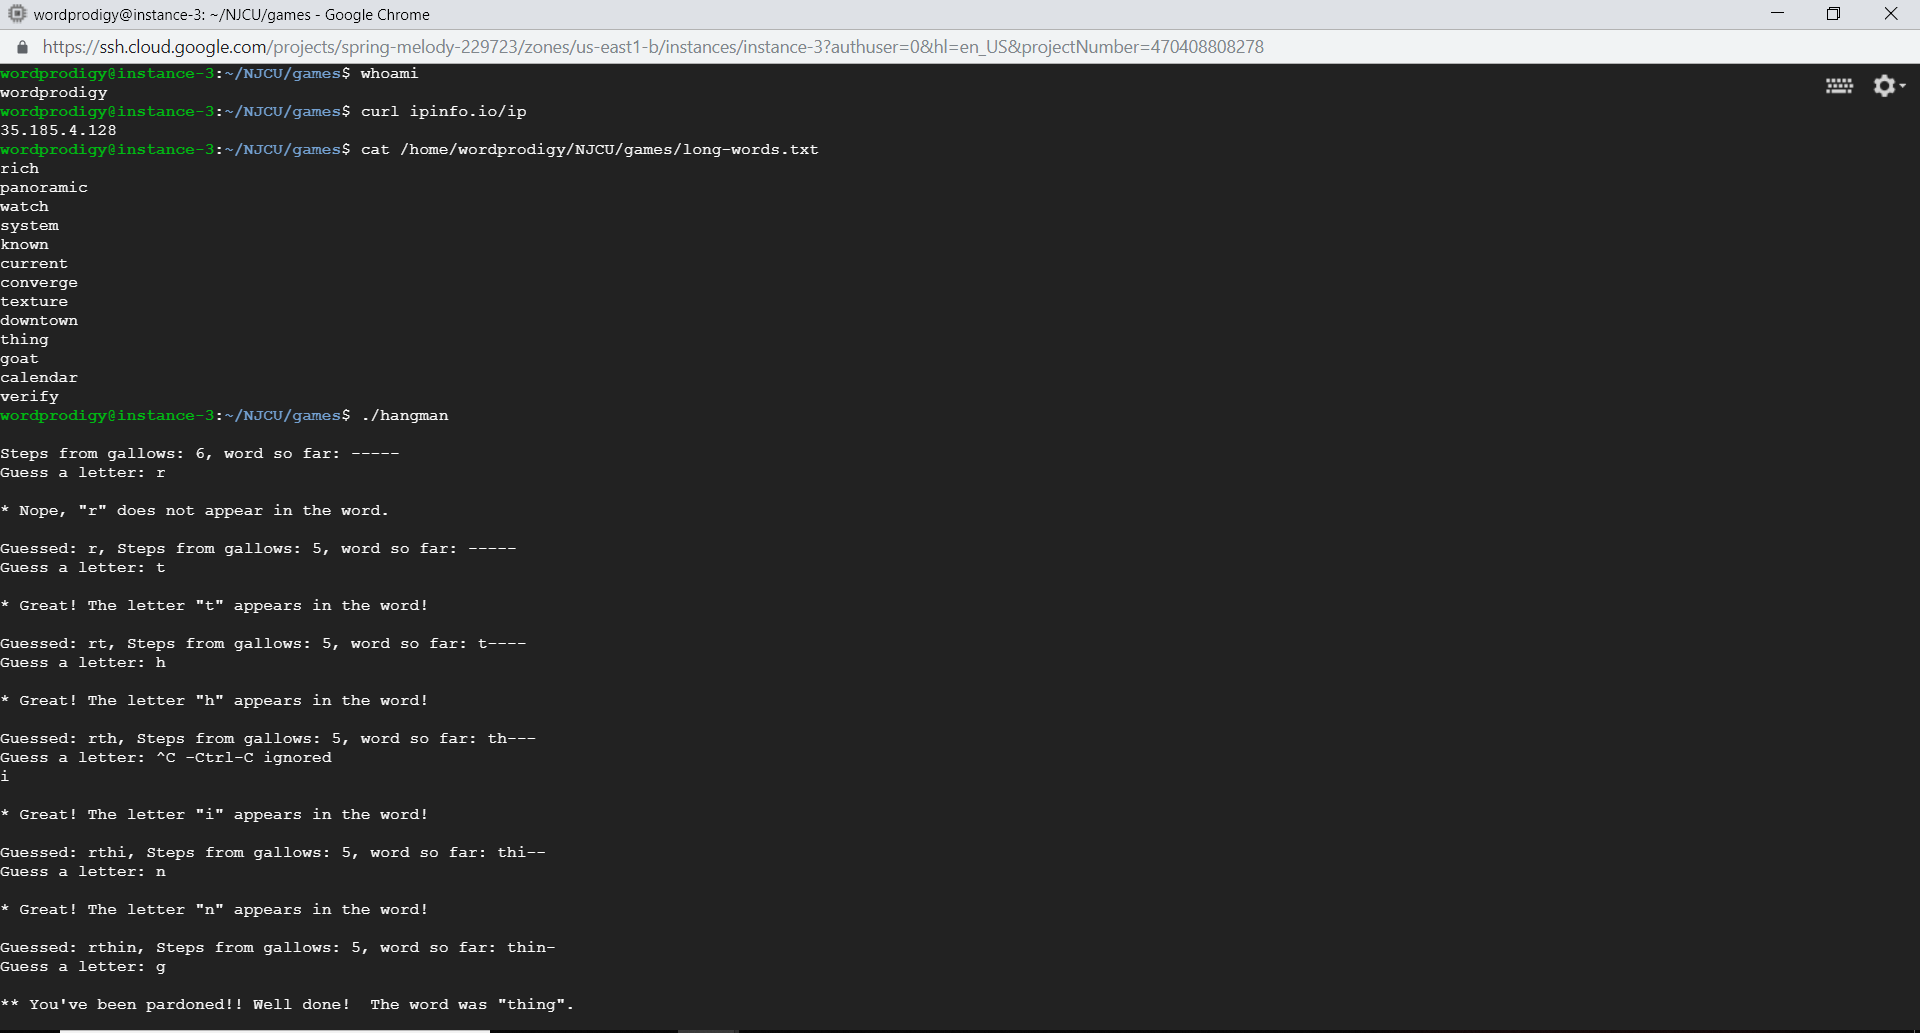 wordprodigy@instance-3: ~/NJCU/games - Google Chrome
https://ssh.cloud.google.com/projects/spring-melody-229723/zones/us-east1-b/instances/instance-3?authuser=0&hl=en_US&projectNumber=470408808278
wordprodigy@instance-3:~/NJCU/games$ whoami
wordprodigy
wordprodigy@instance-3:~/NJCU/games$ curl ipinfo.io/ip
35.185.4.128
wordprodigy@instance-3:~/NJCU/games$ cat /home/wordprodigy/NJCU/games/long-words.txt
rich
panoramic
watch
system
known
current
converge
texture
downtown
thing
goat
calendar
verify
wordprodigy@instance-3:~/NJCU/games$ ./hangman
Steps from gallows: 6, word so far: -----
Guess a letter: r
* Nope, "r" does not appear in the word.
Guessed: r, Steps from gallows: 5, word so far: -----
Guess a letter: t
* Great! The letter "t" appears in the word!
Guessed: rt, Steps from gallows: 5, word so far: t----
Guess a letter: h
* Great! The letter "h" appears in the word!
Guessed: rth, Steps from gallows: 5, word so far: th---
Guess a letter: ^C -Ctrl-C ignored
i
* Great! The letter "i" appears in the word!
Guessed: rthi, Steps from gallows: 5, word so far: thi--
Guess a letter: n
* Great! The letter "n" appears in the word!
Guessed: rthin, Steps from gallows: 5, word so far: thin-
Guess a letter: g
** You've been pardoned!! Well done!  The word was "thing".